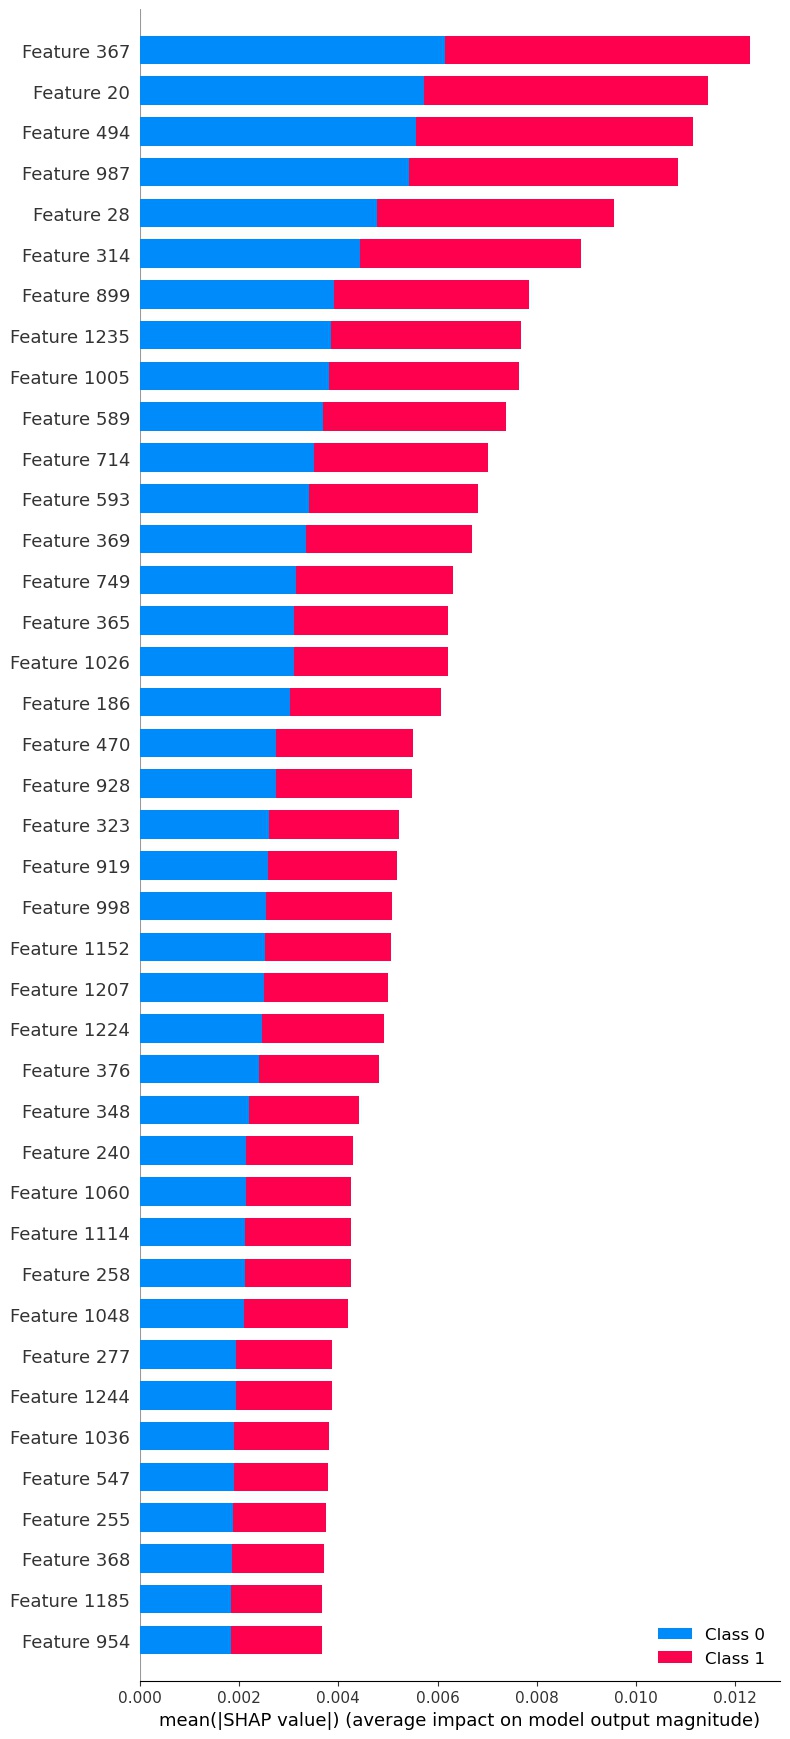 Feature 367
Feature 20
Feature 494
Feature 987
Feature 28
Feature 314
Feature 899
Feature 1235
Feature 1005
Feature 589
Feature 714
Feature 593
Feature 369
Feature 749
Feature 365
Feature 1026
Feature 186
Feature 470
Feature 928
Feature 323
Feature 919
Feature 998
Feature 1152
Feature 1207
Feature 1224
Feature 376
Feature 348
Feature 240
Feature 1060
Feature 1114
Feature 258
Feature 1048
Feature 277
Feature 1244
Feature 1036
Feature 547
Feature 255
Feature 368
Feature 1185
Feature 954
Class 0
Class 1
0.000 0.002 0.004 0.006 0.008 0.010 0.012
mean(|SHAP value|) (average impact on model output magnitude)